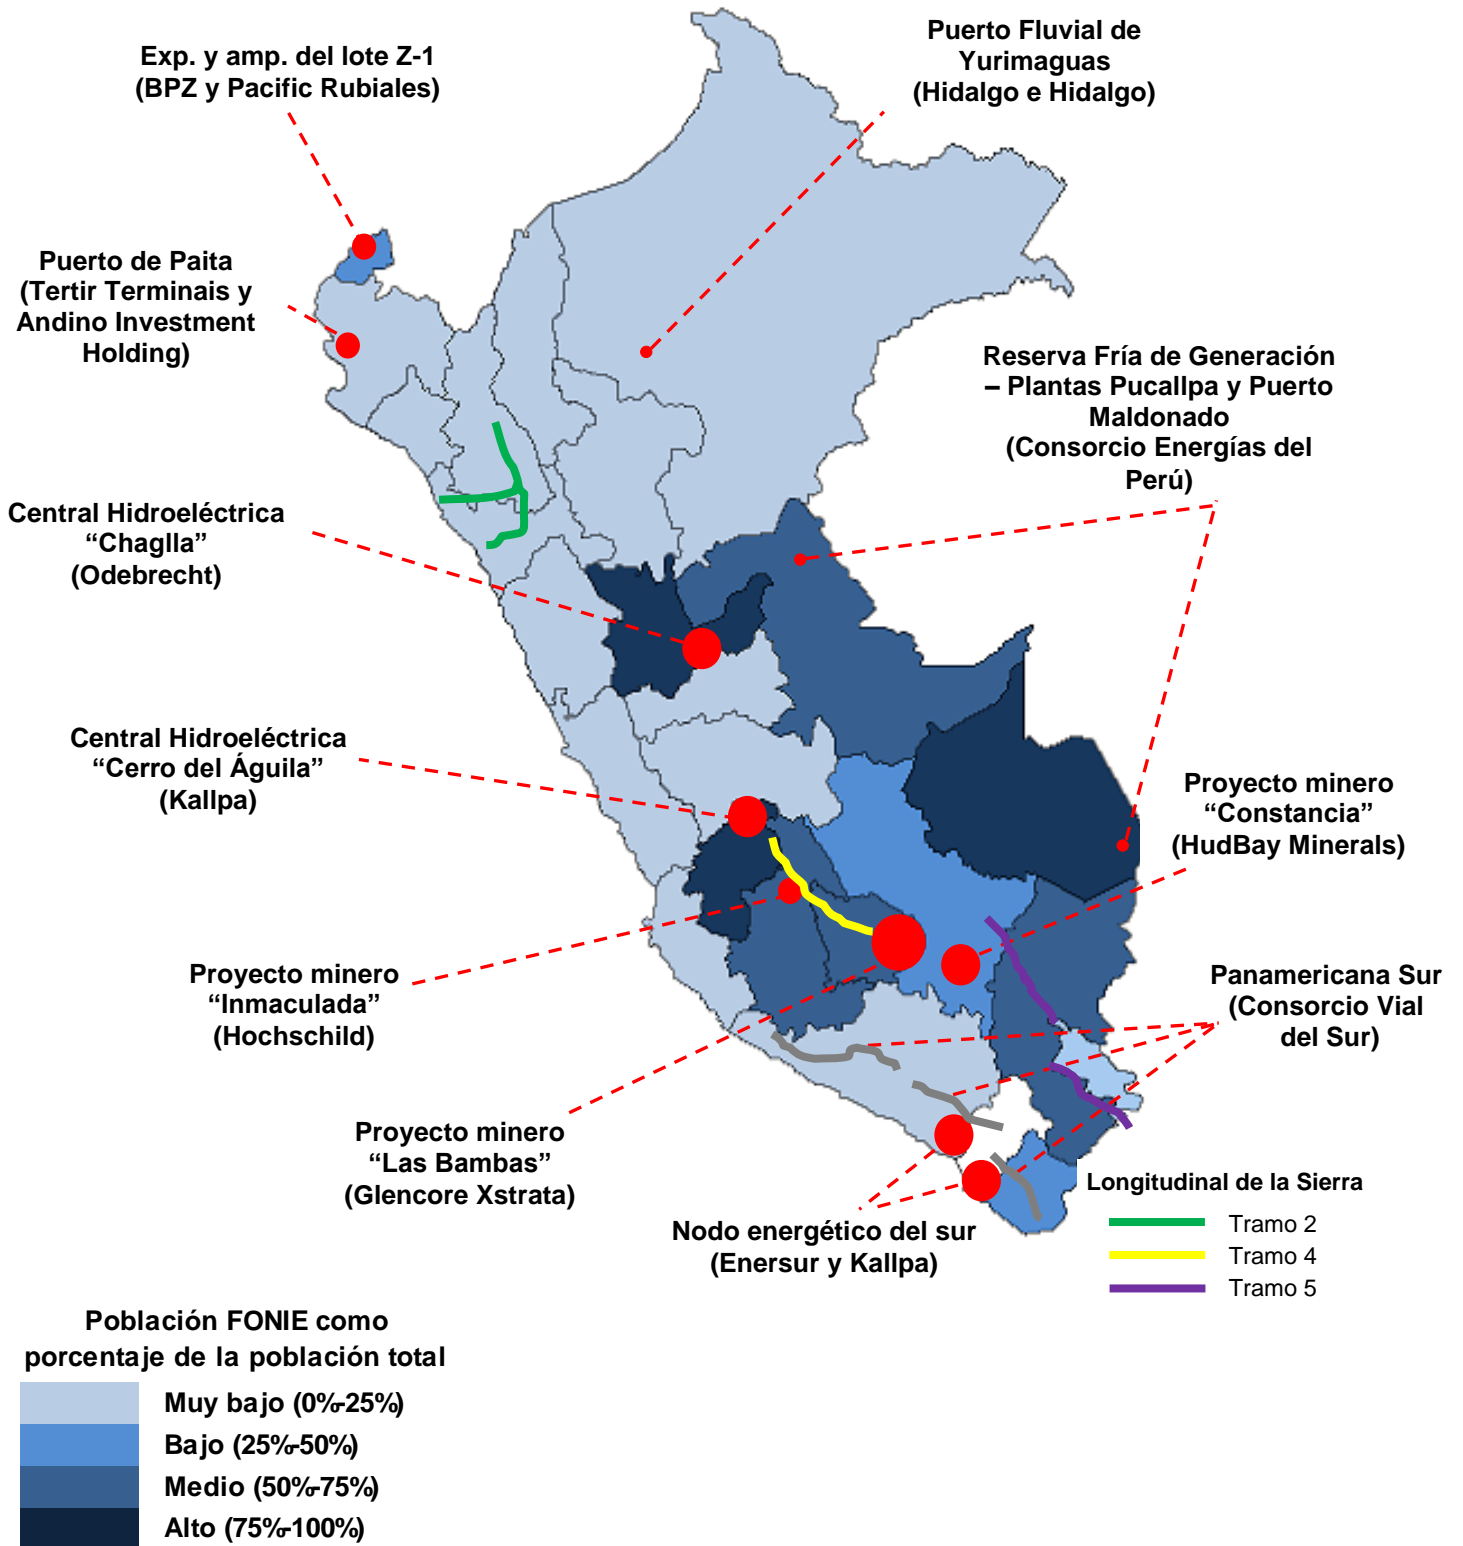 Exp. y amp. del lote Z-1
(BPZ y Pacific Rubiales)
Puerto Fluvial de
Yurimaguas
(Hidalgo e Hidalgo)
Puerto de Paita
(Tertir Terminais y
Andino Investment
Holding)
Reserva Fría de Generación
– Plantas Pucallpa y Puerto
Maldonado
(Consorcio Energías del
Perú)
Central Hidroeléctrica
“Chaglla”
(Odebrecht)
Central Hidroeléctrica
“Cerro del Águila”
(Kallpa)
Proyecto minero
“Constancia”
(HudBay Minerals)
Proyecto minero
“Inmaculada”
(Hochschild)
Panamericana Sur
(Consorcio Vial
del Sur)
Proyecto minero
“Las Bambas”
(Glencore Xstrata)
Nodo energético del sur
(Enersur y Kallpa)
Longitudinal de la Sierra
Tramo 2
Tramo 4
Tramo 5
Población FONIE como
porcentaje de la población total
Muy bajo (0%-25%)
Bajo (25%-50%)
Medio (50%-75%)
Alto (75%-100%)